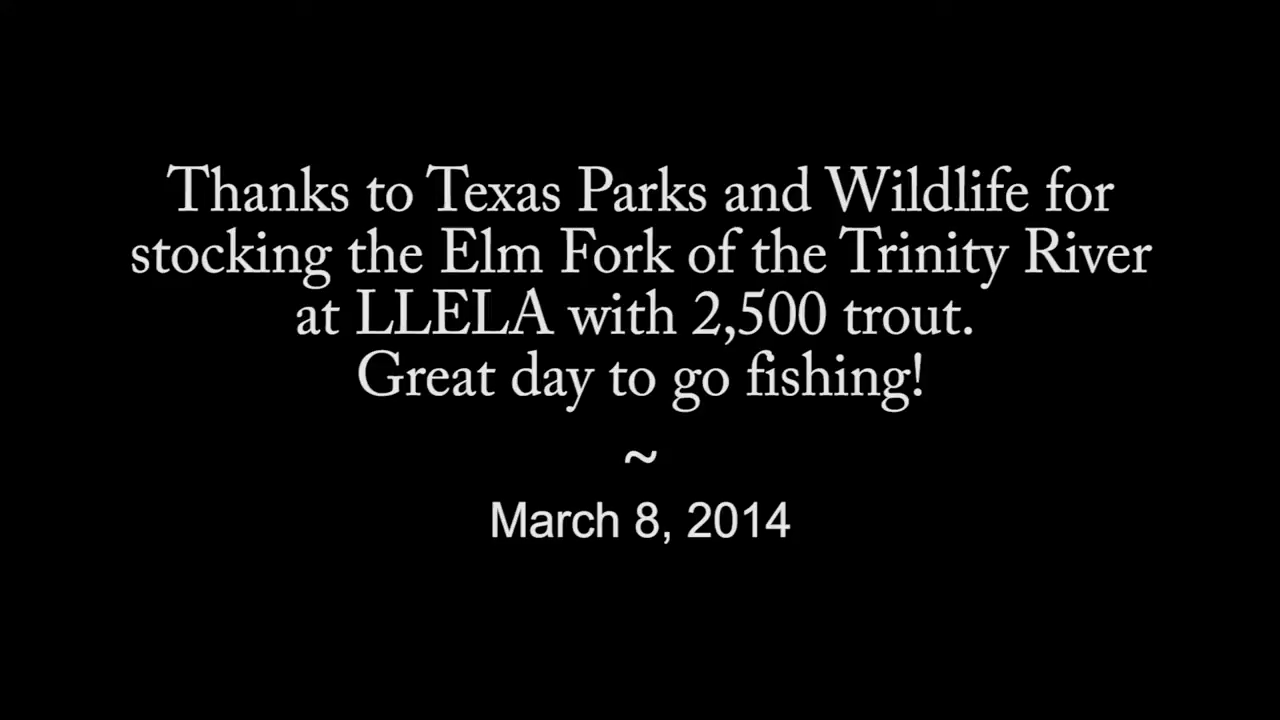 Thanks to Texas Parks and Wildlife for
stocking the Elm Fork of the Trinity River
at LLELA with 2,500 trout.
Great day to go fishing!
~
March 8, 2014